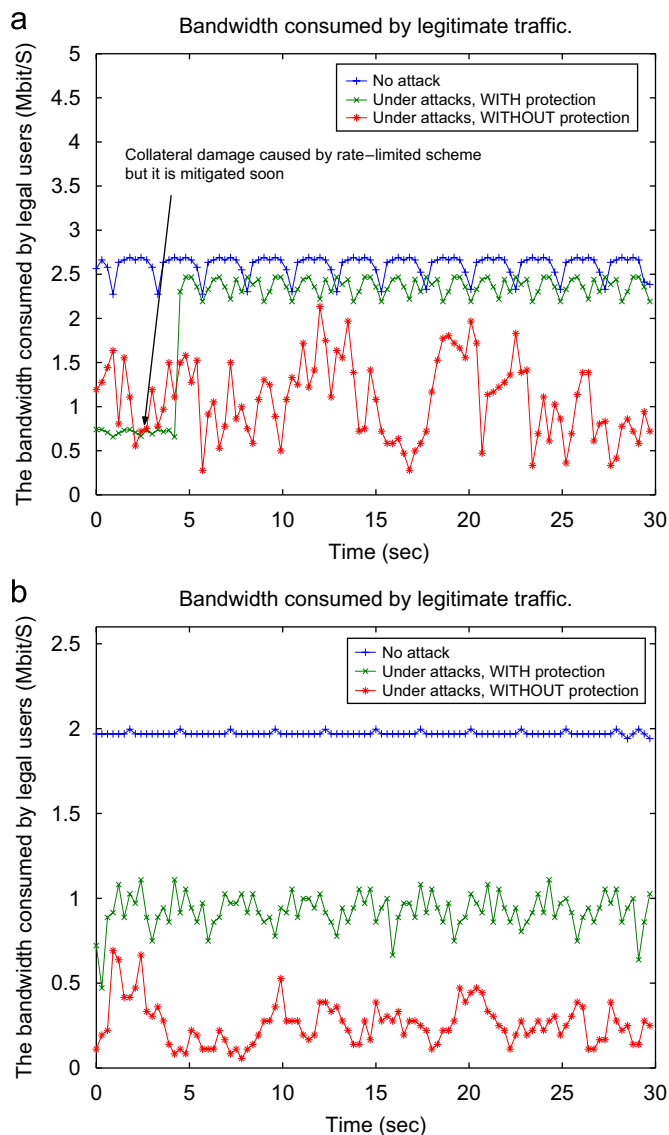 a
Bandwidth consumed by legitimate traffic.
The bandwidth consumed by legal users (Mbit/S)
5
4.5
4
3.5
3
2.5
2
1.5
1
0.5
0
No attack
Under attacks, WITH protection
Under attacks, WITHOUT protection
Collateral damage caused by rate−limited scheme
but it is mitigated soon
0 5 10 15 20 25 30
Time (sec)
b
Bandwidth consumed by legitimate traffic.
The bandwidth consumed by legal users (Mbit/S)
2.5
2
1.5
1
0.5
0
No attack
Under attacks, WITH protection
Under attacks, WITHOUT protection
0 5 10 15 20 25 30
Time (sec)